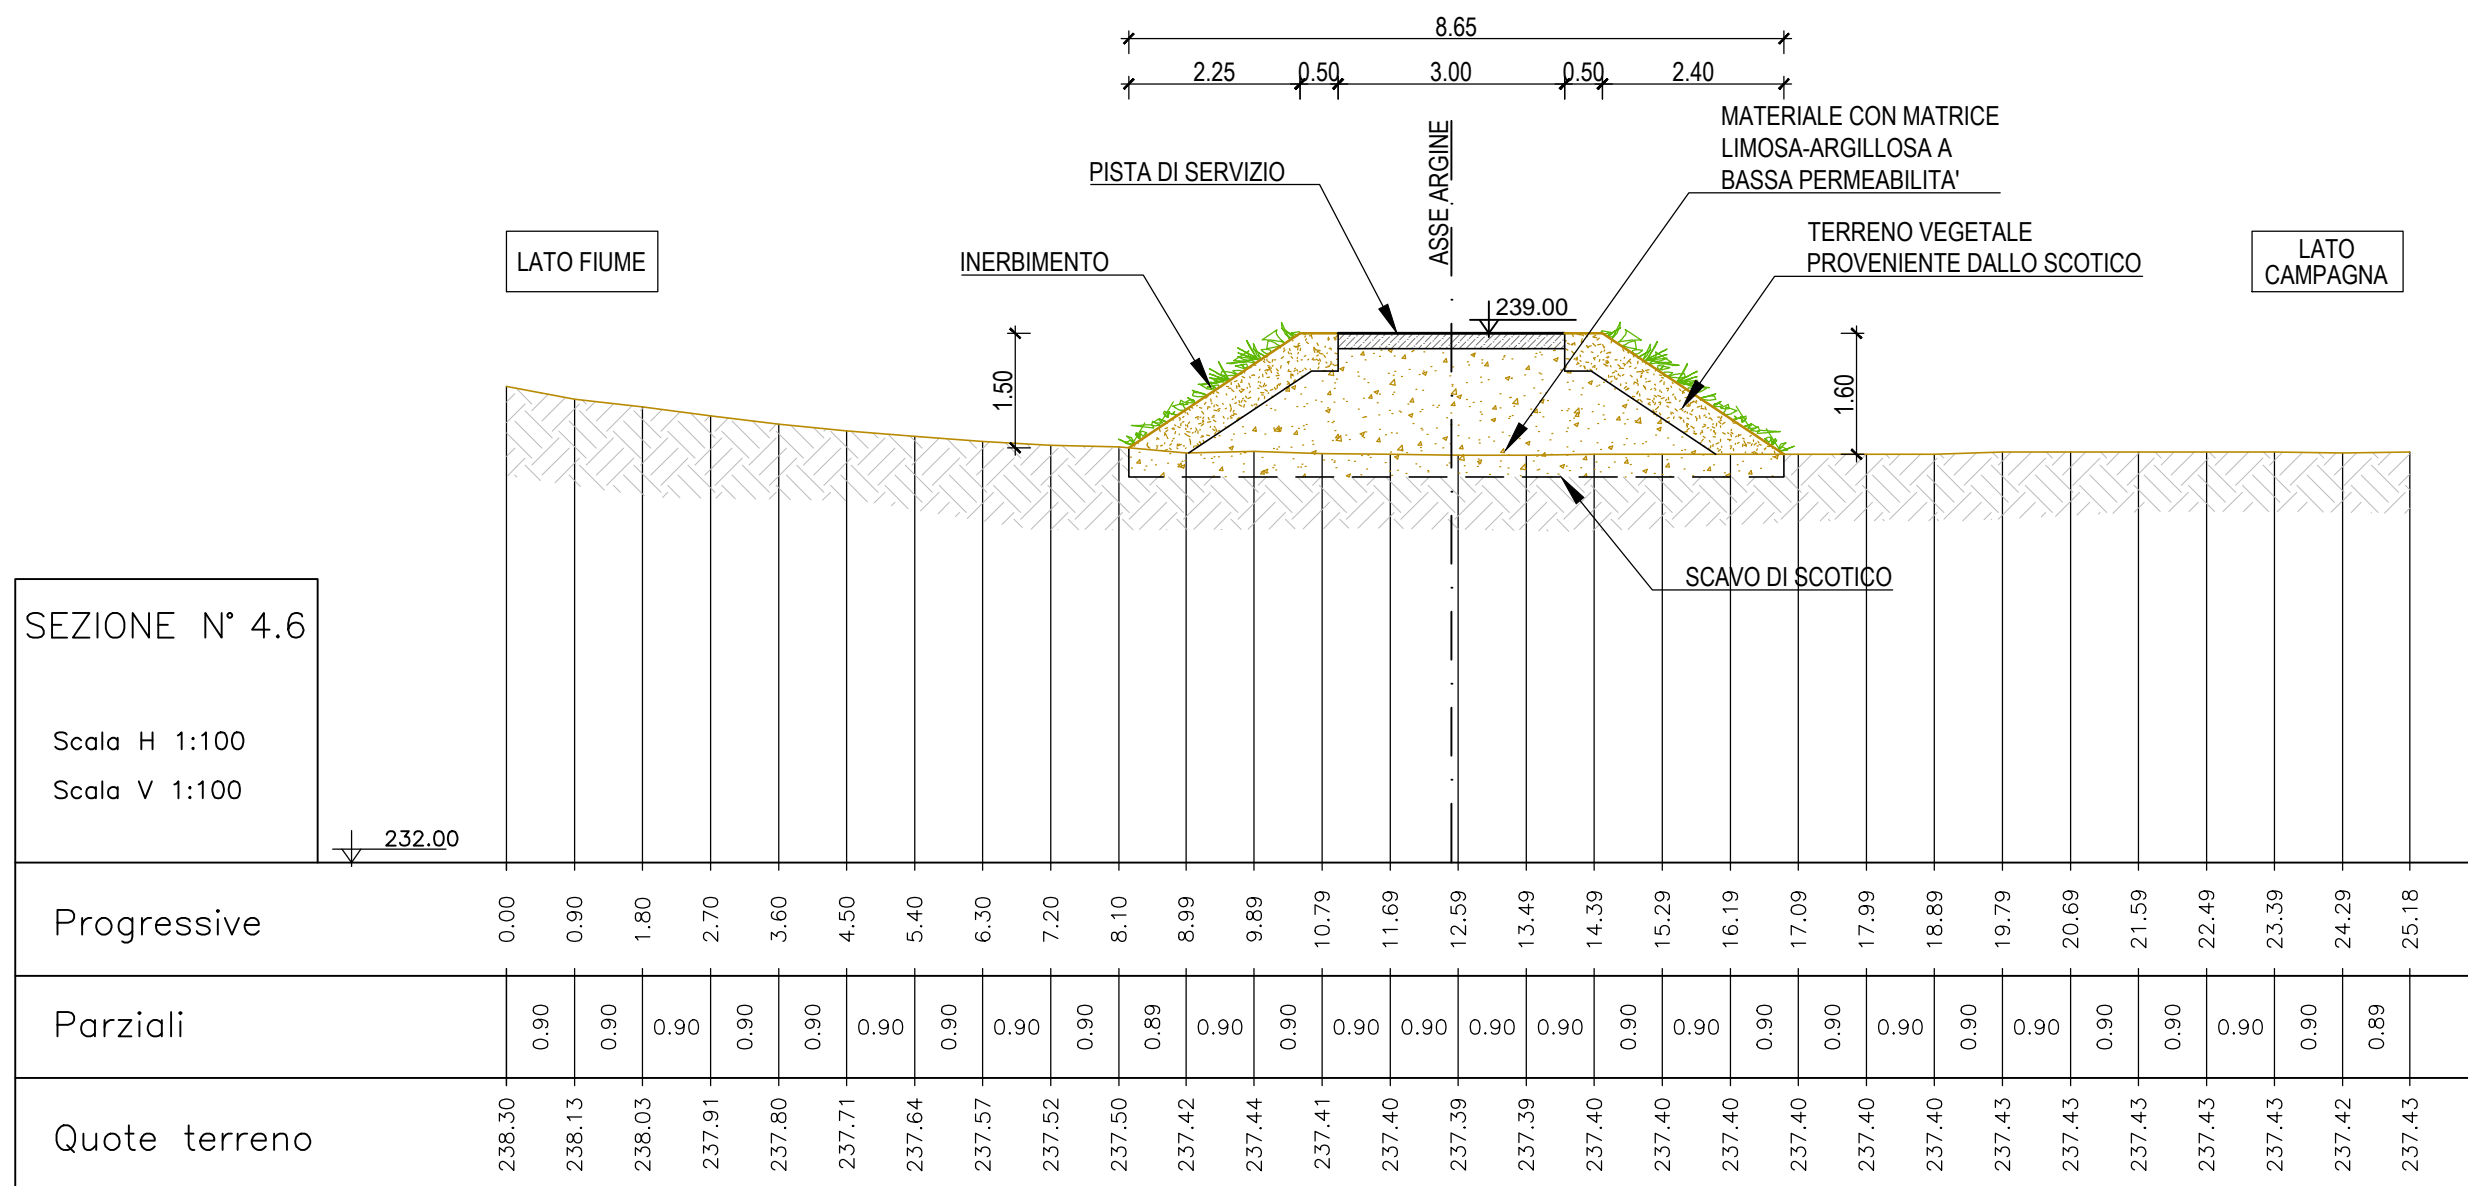 8.65
2.25 0.50 3.00 0.50 2.40
MATERIALE CON MATRICE
LIMOSA-ARGILLOSA A
BASSA PERMEABILITA'
PISTA DI SERVIZIO
ASSE ARGINE
TERRENO VEGETALE
PROVENIENTE DALLO SCOTICO
LATO FIUME
INERBIMENTO
LATO
CAMPAGNA
239.00
1.50
1.60
SCAVO DI SCOTICO
SEZIONE N° 4.6
Scala H 1:100
Scala V 1:100
232.00
Progressive 0.00 0.90 1.80 2.70 3.60 4.50 5.40 6.30 7.20 8.10 8.99 9.89 10.79 11.69 12.59 13.49 14.39 15.29 16.19 17.09 17.99 18.89 19.79 20.69 21.59 22.49 23.39 24.29 25.18
Parziali 0.90 0.90 0.90 0.90 0.90 0.90 0.90 0.90 0.90 0.89 0.90 0.90 0.90 0.90 0.90 0.90 0.90 0.90 0.90 0.90 0.90 0.90 0.90 0.90 0.90 0.90 0.90 0.89
Quote terreno 238.30 238.13 238.03 237.91 237.80 237.71 237.64 237.57 237.52 237.50 237.42 237.44 237.41 237.40 237.39 237.39 237.40 237.40 237.40 237.40 237.40 237.40 237.43 237.43 237.43 237.43 237.43 237.42 237.43